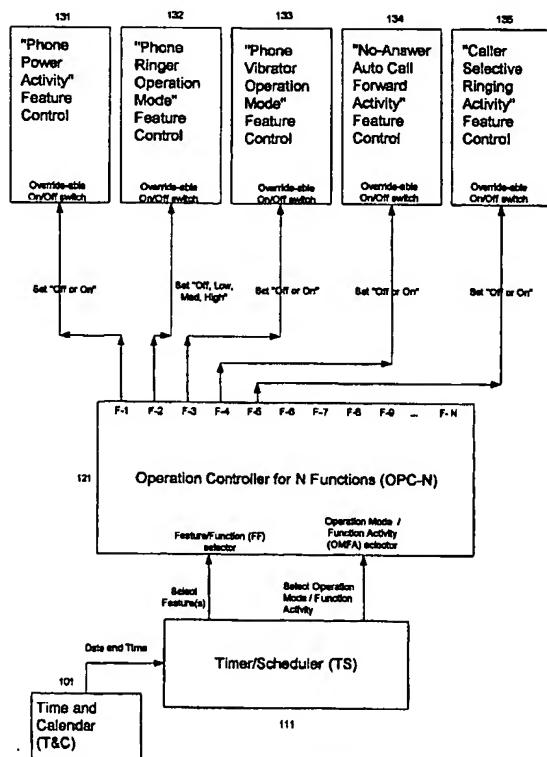 131
132
133
134
135
"Phone
Power
Activity"
Feature
Control
Override-able
On/Off switch
"Phone
Ringer
Operation
Mode"
Feature
Control
Override-able
On/Off switch
"Phone
Vibrator
Operation
Mode"
Feature
Control
Override-able
On/Off switch
"No-Answer
Auto Call
Forward
Activity"
Feature
Control
Override-able
On/Off switch
"Caller
Selective
Ringing
Activity"
Feature
Control
Override-able
On/Off switch
Set "Off or On"
Set "Off, Low,
Med, High"
Set "Off or On"
Set "Off or On"
Set "Off or On"
F-1 F-2 F-3 F-4 F-5 F-6 F-7 F-8 F-9 ... F-N
121
Operation Controller for N Functions (OPC-N)
Feature/Function (FF)
selector
Operation Mode /
Function Activity
(OMFA) selector
Select
Feature(s)
Select Operation
Mode / Function
Activity
Date and Time
Timer/Scheduler (TS)
111
101
Time and
Calendar
(T&C)